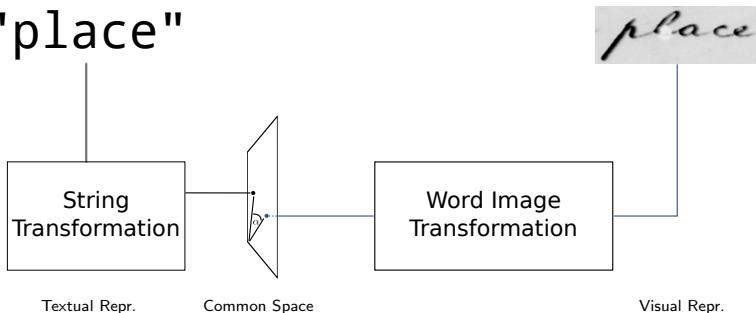 "place"
place
String
Transformation
α
Word Image
Transformation
Textual Repr.
Common Space
Visual Repr.